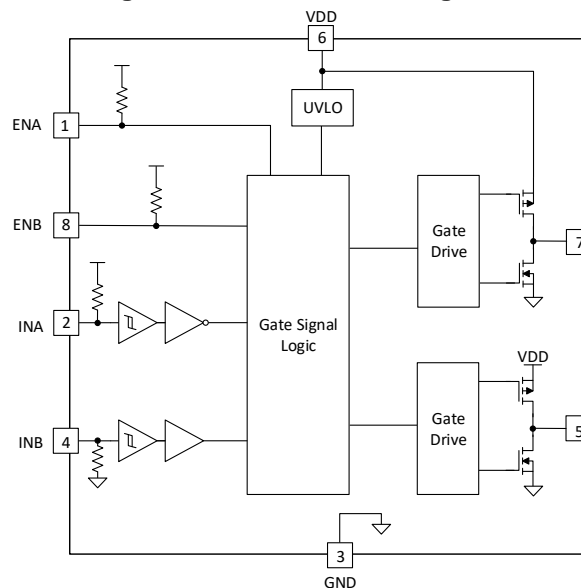 VDD
6
UVLO
ENA 1
ENB 8
Gate
Drive
7
INA 2
Gate Signal
Logic
VDD
INB 4
Gate
Drive
5
3
GND